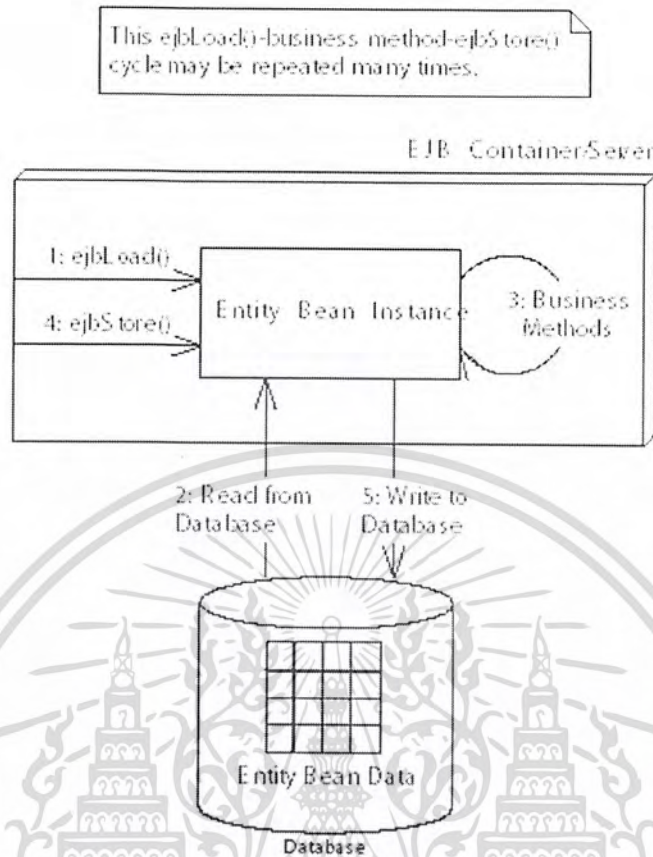 This ejbLoad()-business method-ejbStore()
cycle may be repeated many times.
EJB Container/Sever
1: ejbLoad()
4: ejbStore()
Entity Bean Instance
3: Business
Methods
2: Read from
Database
5: Write to
Database
Entity Bean Data
Database